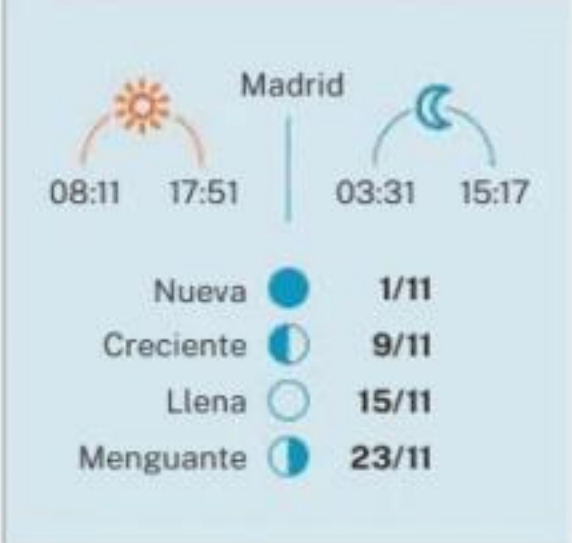 Madrid
08:11 17:51 03:31 15:17
Nueva 1/11
Creciente 9/11
Llena 15/11
Menguante 23/11